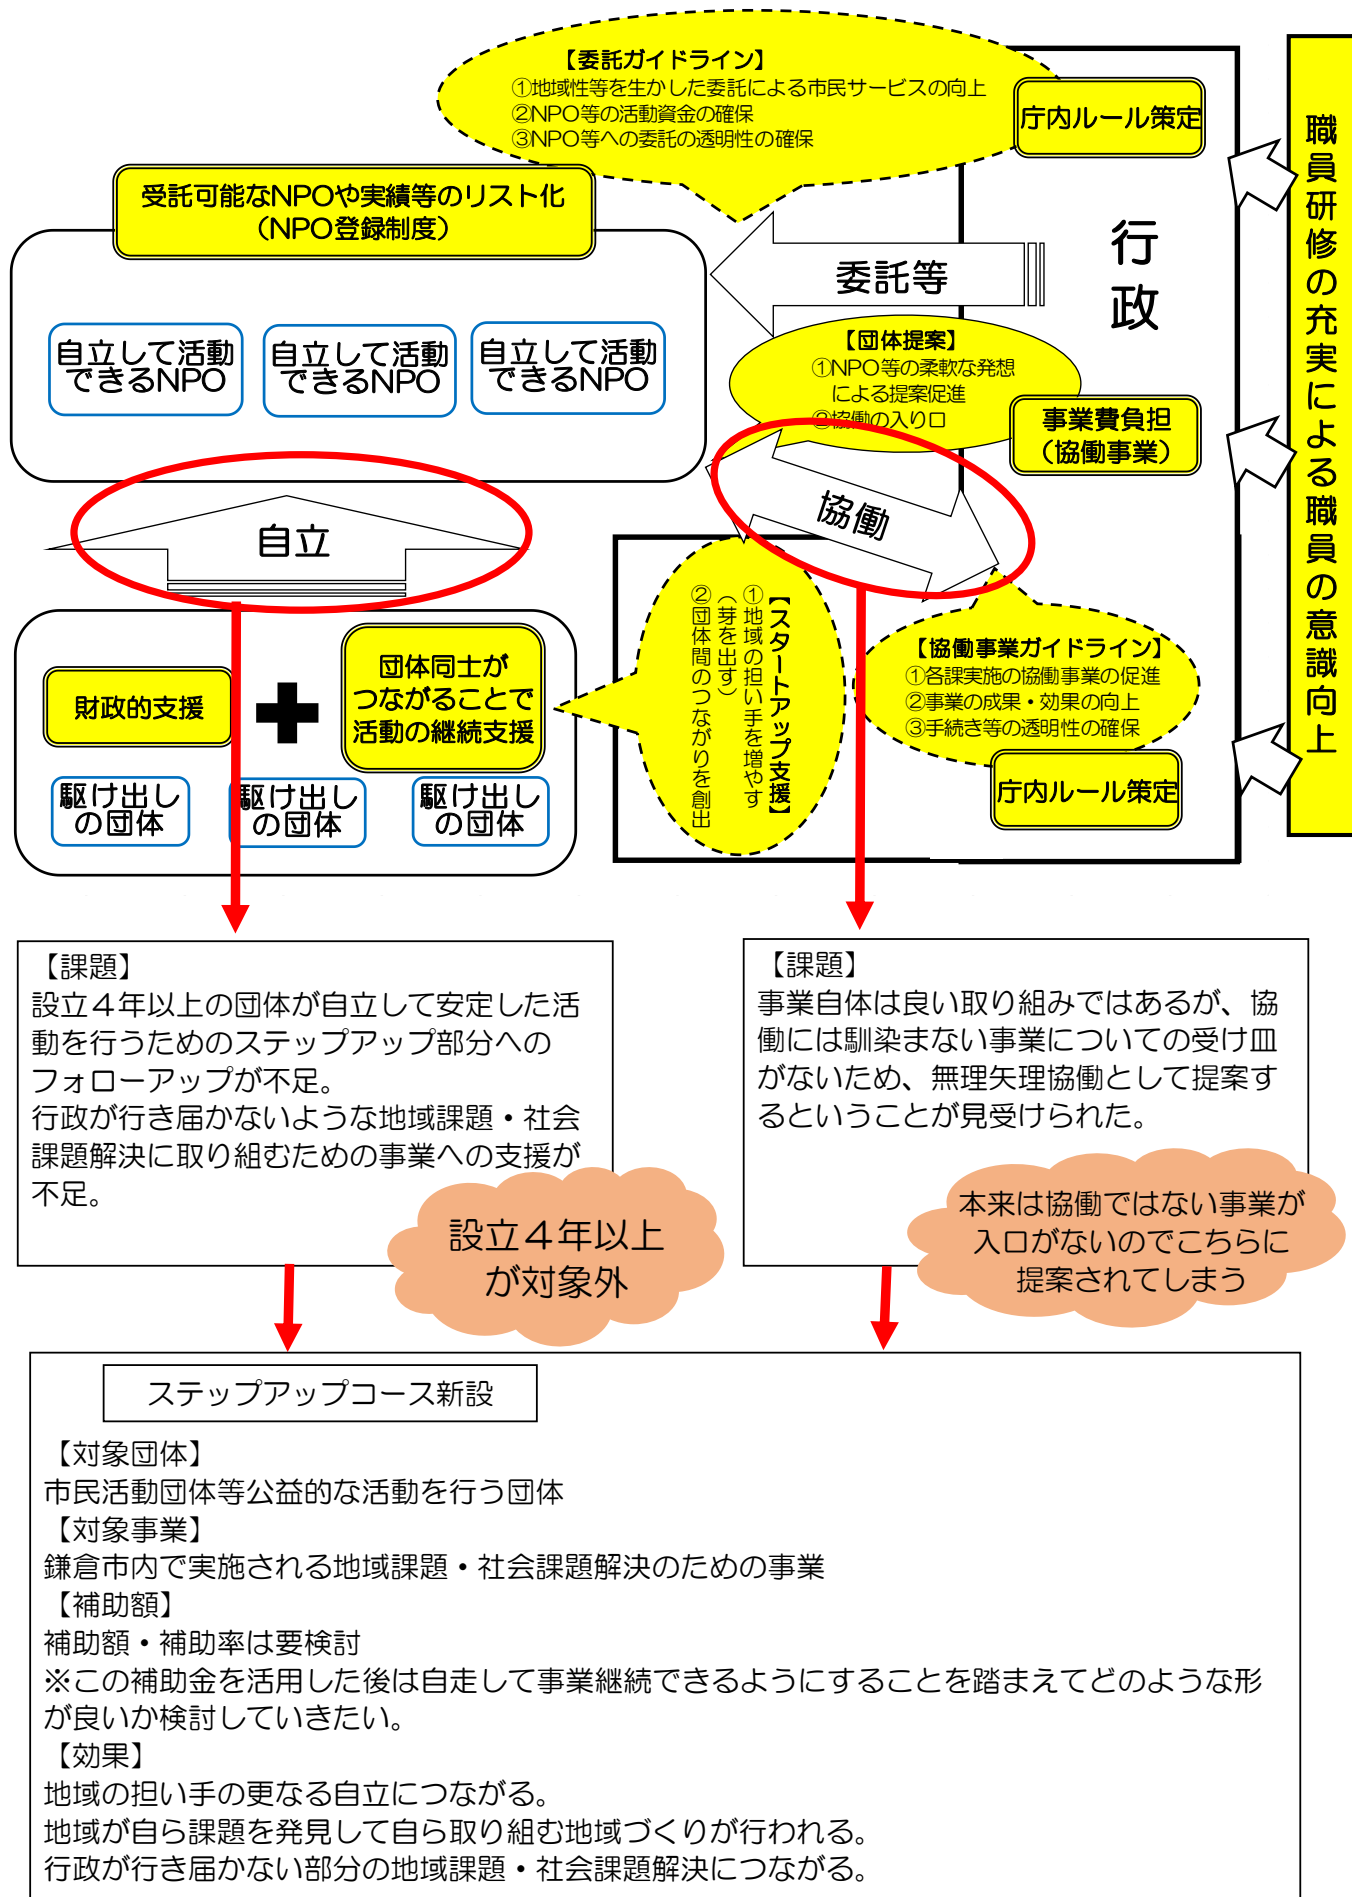 【委託ガイドライン】
①地域性等を生かした委託による市民サービスの向上
②NPO等の活動資金の確保
③NPO等への委託の透明性の確保
庁内ルール策定
職員研修の充実による職員の意識向上
受託可能なNPOや実績等のリスト化
（NPO登録制度）
行政
委託等
自立して活動
できるNPO
自立して活動
できるNPO
自立して活動
できるNPO
【団体提案】
①NPO等の柔軟な発想
による提案促進
②協働の入り口
事業費負担
（協働事業）
自立
協働
【スタートアップ支援】
①地域の担い手を増やす
（芽を出す）
②団体間のつながりを創出
【協働事業ガイドライン】
①各課実施の協働事業の促進
②事業の成果・効果の向上
③手続き等の透明性の確保
庁内ルール策定
財政的支援
団体同士が
つながることで
活動の継続支援
駆け出し
の団体
駆け出し
の団体
駆け出し
の団体
【課題】
設立４年以上の団体が自立して安定した活
動を行うためのステップアップ部分への
フォローアップが不足。
行政が行き届かないような地域課題・社会
課題解決に取り組むための事業への支援が
不足。
設立４年以上
が対象外
【課題】
事業自体は良い取り組みではあるが、協
働には馴染まない事業についての受け皿
がないため、無理矢理協働として提案す
るということが見受けられた。
本来は協働ではない事業が
入口がないのでこちらに
提案されてしまう
ステップアップコース新設
【対象団体】
市民活動団体等公益的な活動を行う団体
【対象事業】
鎌倉市内で実施される地域課題・社会課題解決のための事業
【補助額】
補助額・補助率は要検討
※この補助金を活用した後は自走して事業継続できるようにすることを踏まえてどのような形
が良いか検討していきたい。
【効果】
地域の担い手の更なる自立につながる。
地域が自ら課題を発見して自ら取り組む地域づくりが行われる。
行政が行き届かない部分の地域課題・社会課題解決につながる。